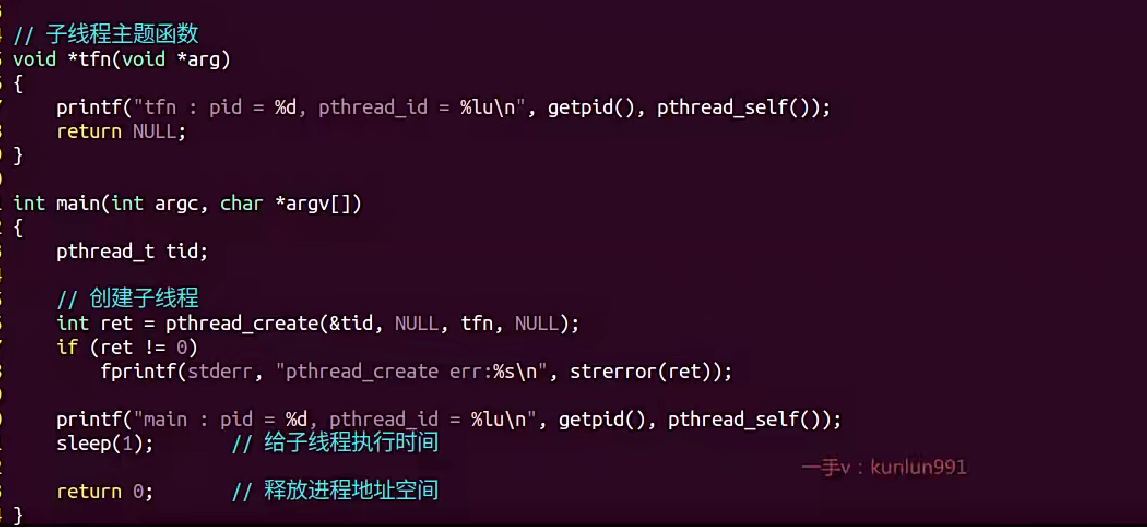 // 子线程主题函数
void *tfn(void *arg)
{
    printf("tfn : pid = %d, pthread_id = %lu\n", getpid(), pthread_self());
    return NULL;
}
int main(int argc, char *argv[])
{
    pthread_t tid;
    // 创建子线程
    int ret = pthread_create(&tid, NULL, tfn, NULL);
    if (ret != 0)
        fprintf(stderr, "pthread_create err:%s\n", strerror(ret));
    printf("main : pid = %d, pthread_id = %lu\n", getpid(), pthread_self());
    sleep(1);       // 给子线程执行时间
一手v：kunlun991
    return 0;       // 释放进程地址空间
}